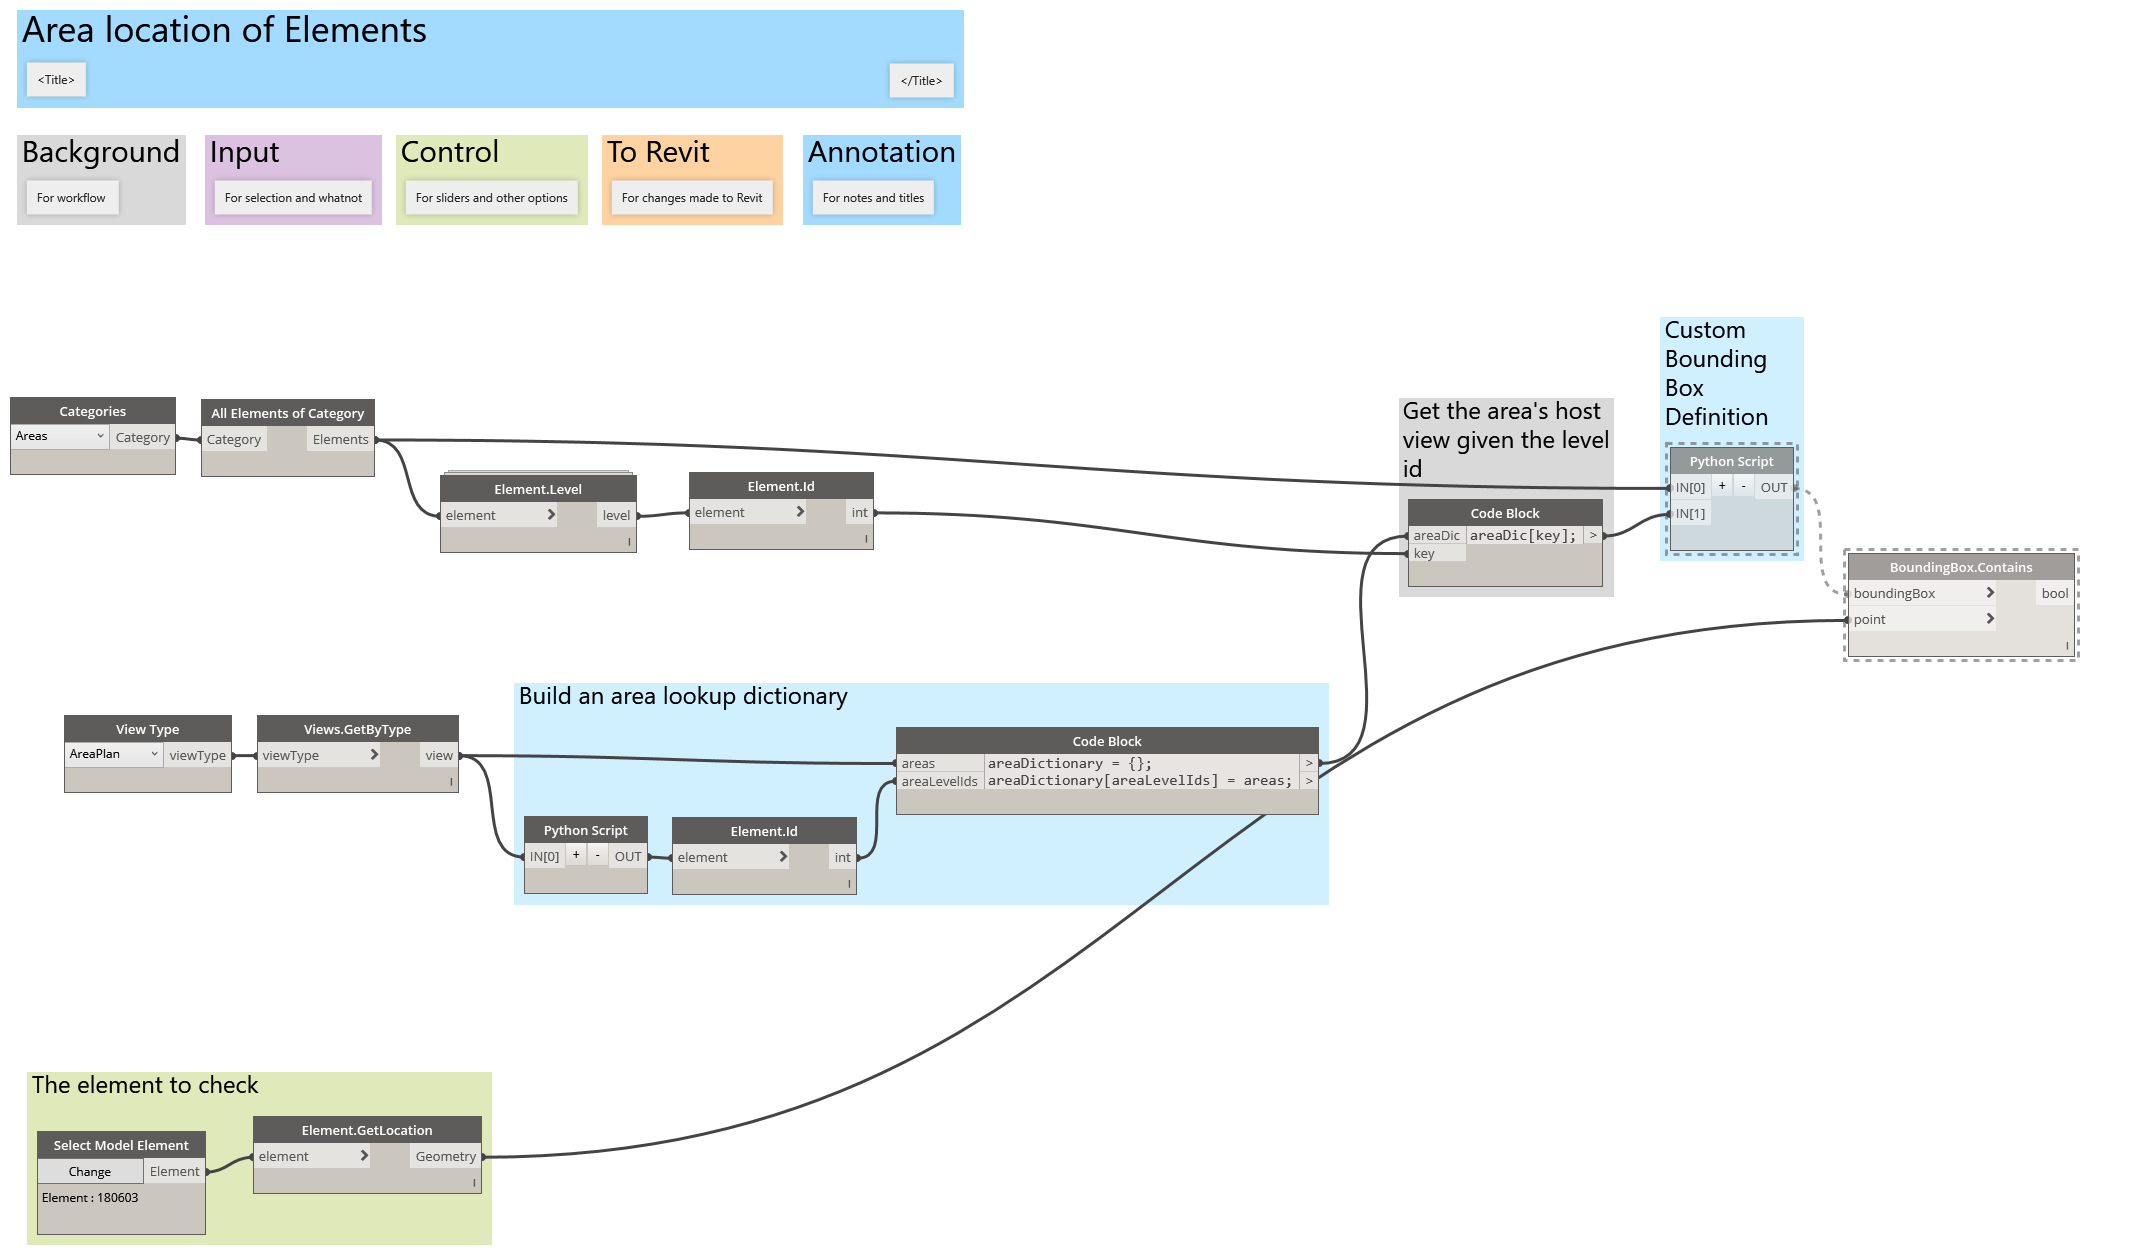 Area location of Elements
<Title>
</Title>
Background
For workflow
Input
For selection and whatnot
Control
For sliders and other options
To Revit
For changes made to Revit
Annotation
For notes and titles
Categories
Areas
Category
All Elements of Category
Category
Elements
Element.Level
element
level
Element.Id
element
int
Get the area's host
view given the level
id
Code Block
areaDic
areaDic[key];
>
key
Custom
Bounding
Box
Definition
Python Script
IN[0]
+
-
OUT
IN[1]
BoundingBox.Contains
boundingBox
bool
point
View Type
AreaPlan
viewType
Views.GetByType
viewType
view
Build an area lookup dictionary
Python Script
IN[0]
+
-
OUT
Element.Id
element
int
Code Block
areas
areaDictionary = {};
>
areaLevelIds
areaDictionary[areaLevelIds] = areas;
>
The element to check
Select Model Element
Change
Element
Element : 180603
Element.GetLocation
element
Geometry